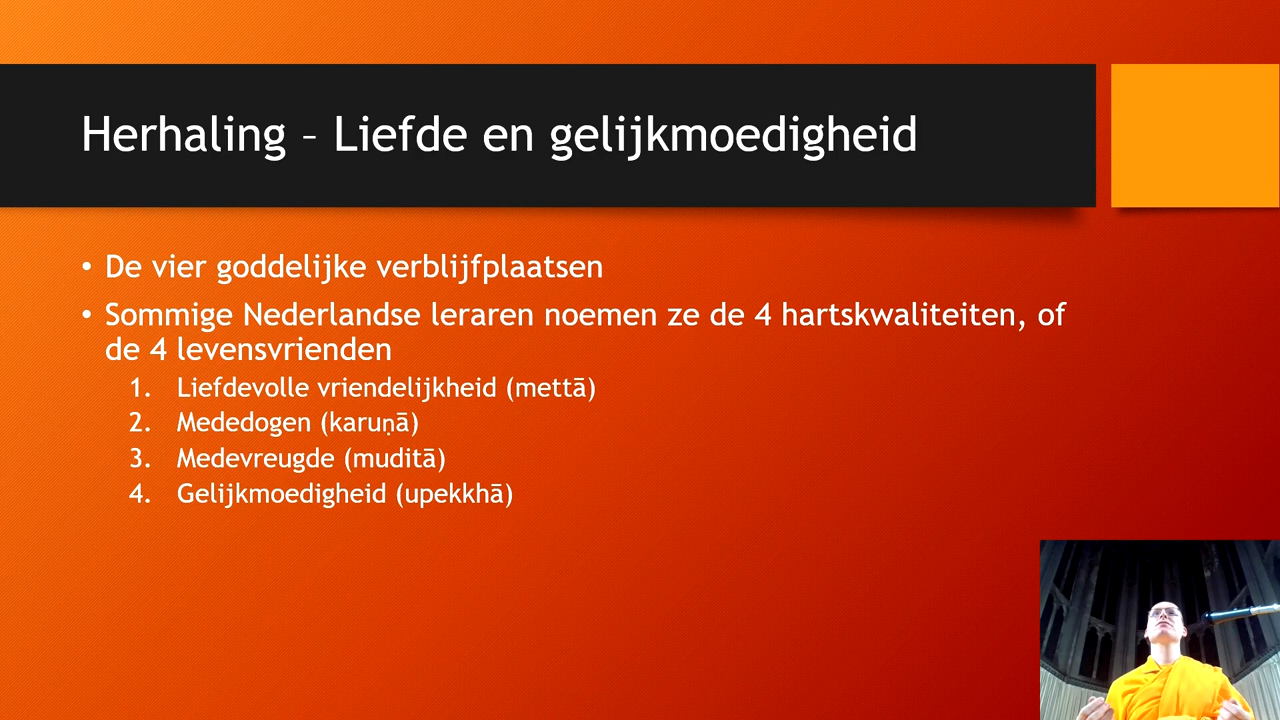 Herhaling – Liefde en gelijkmoedigheid
• De vier goddelijke verblijfplaatsen
• Sommige Nederlandse leraren noemen ze de 4 hartskwaliteiten, of
de 4 levensvrienden
1. Liefdevolle vriendelijkheid (mettā)
2. Mededogen (karuṇā)
3. Medevreugde (muditā)
4. Gelijkmoedigheid (upekkhā)